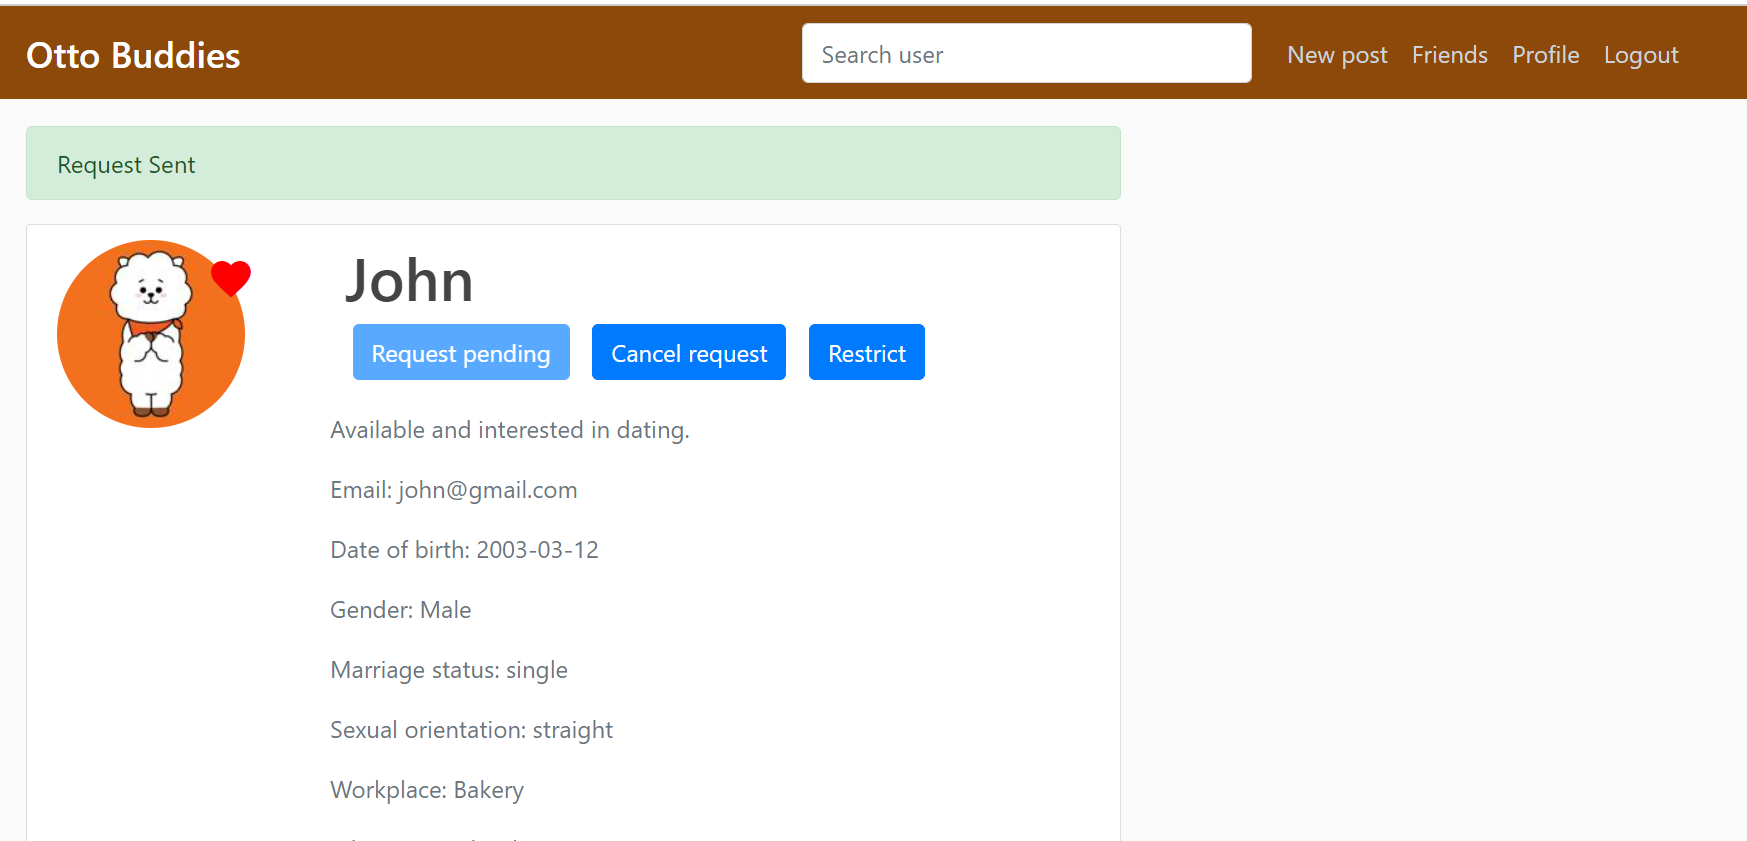 Otto Buddies
Search user
New post Friends Profile Logout
Request Sent
John
Request pending Cancel request Restrict
Available and interested in dating.
Email: john@gmail.com
Date of birth: 2003-03-12
Gender: Male
Marriage status: single
Sexual orientation: straight
Workplace: Bakery